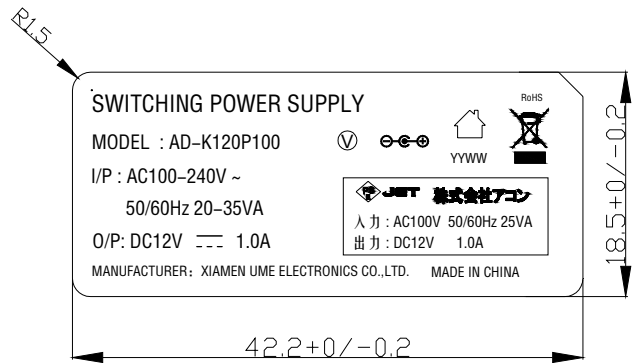 R1.5
SWITCHING POWER SUPPLY
RoHS
MODEL : AD-K120P100
V
YYWW
I/P : AC100-240V ~
50/60Hz 20-35VA
O/P: DC12V ⎓ 1.0A
PS
E
JET 株式会社アコン
入力 : AC100V 50/60Hz 25VA
出力 : DC12V 1.0A
MANUFACTURER: XIAMEN UME ELECTRONICS CO.,LTD. MADE IN CHINA
18.5+0/-0.2
42.2+0/-0.2